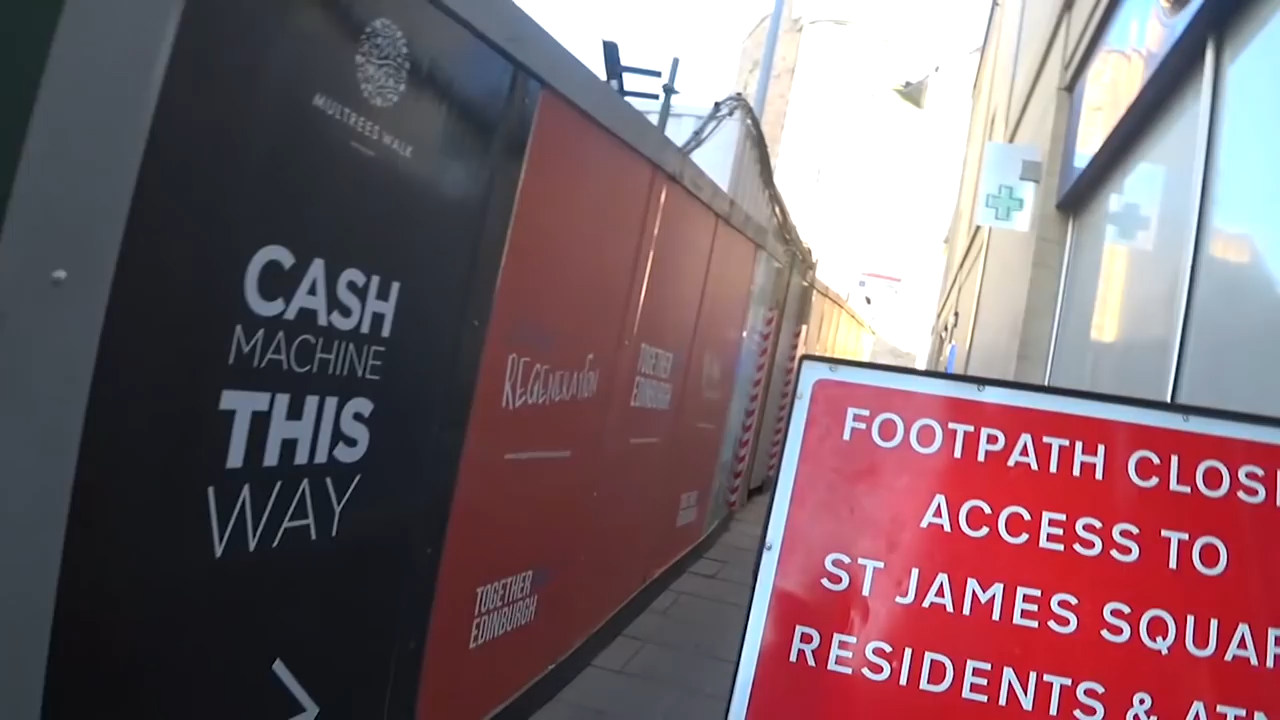 MULTREES WALK
CASH
MACHINE
THIS
WAY
REGENERATION
TOGETHER
EDINBURGH
TOGETHER
EDINBURGH
FOOTPATH CLOS
ACCESS TO
ST JAMES SQUAR
RESIDENTS & AT